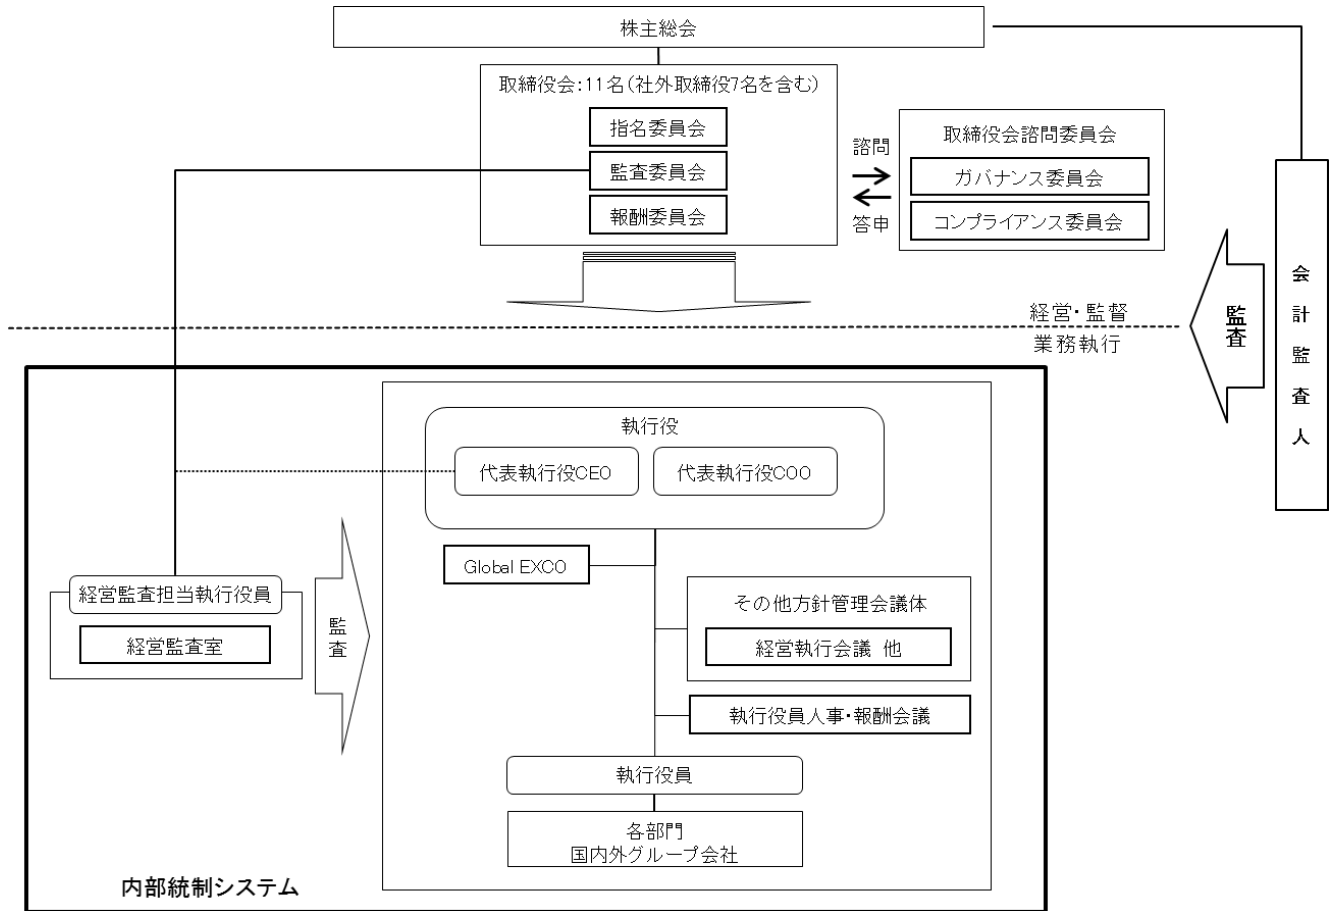 株主総会
取締役会:11名(社外取締役7名を含む)
指名委員会
監査委員会
報酬委員会
諮問
答申
取締役会諮問委員会
ガバナンス委員会
コンプライアンス委員会
会計監査人
監査
経営・監督
業務執行
執行役
代表執行役CEO
代表執行役COO
Global EXCO
経営監査担当執行役員
経営監査室
監査
その他方針管理会議体
経営執行会議 他
執行役員人事・報酬会議
執行役員
各部門
国内外グループ会社
内部統制システム